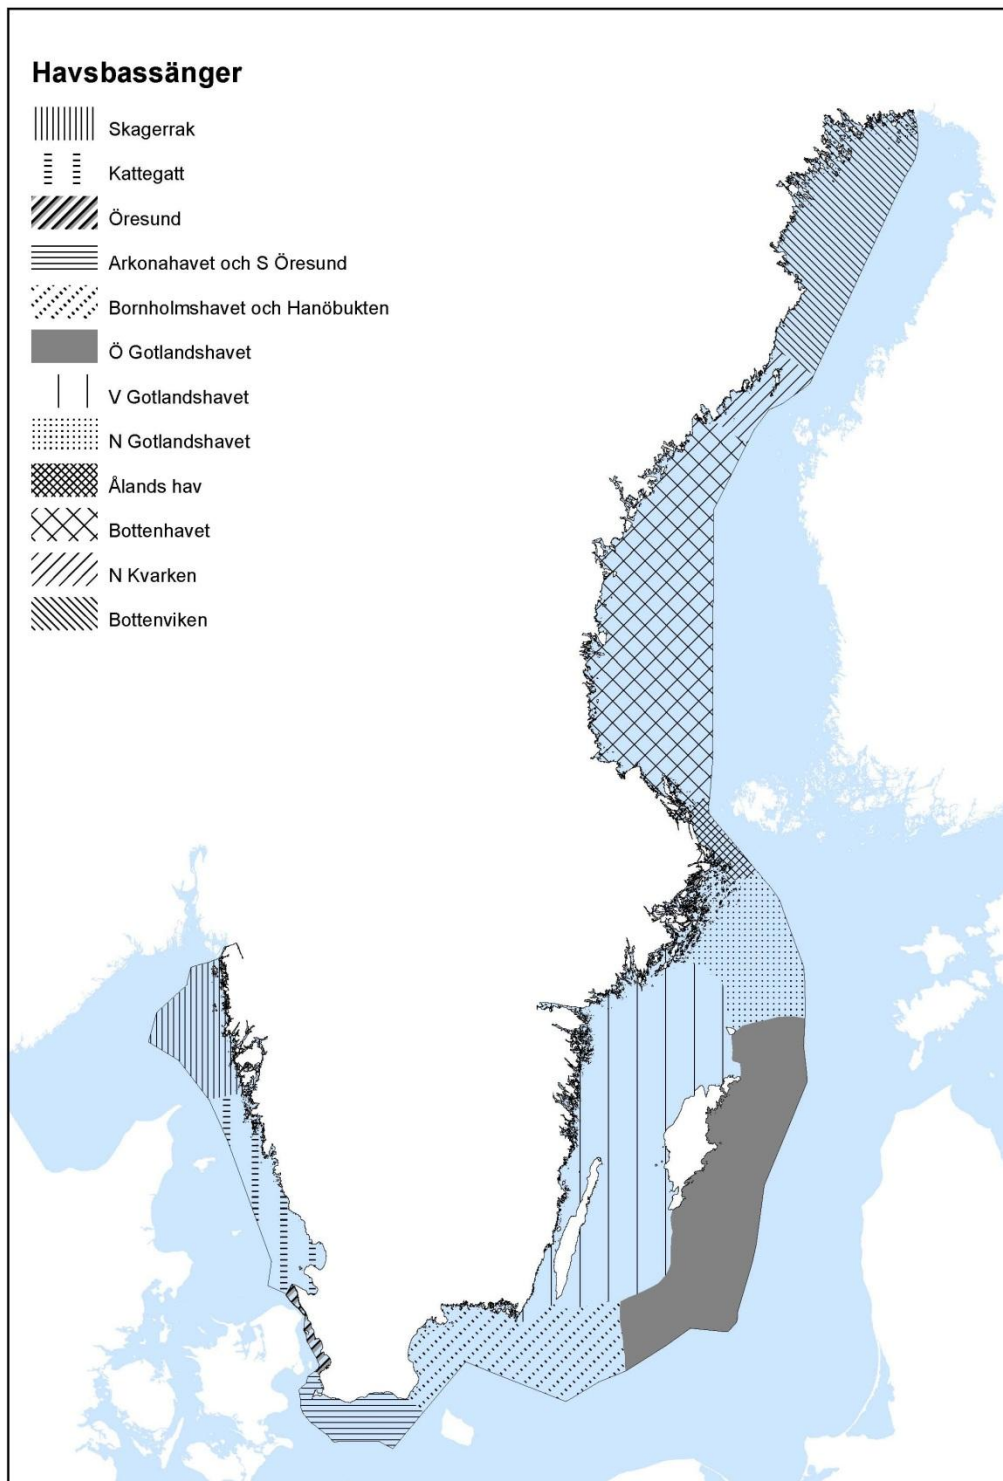 Havsbassänger
Skagerrak
Kattegatt
Öresund
Arkonahavet och S Öresund
Bornholmshavet och Hanöbukten
Ö Gotlandshavet
V Gotlandshavet
N Gotlandshavet
Ålands hav
Bottenhavet
N Kvarken
Bottenviken